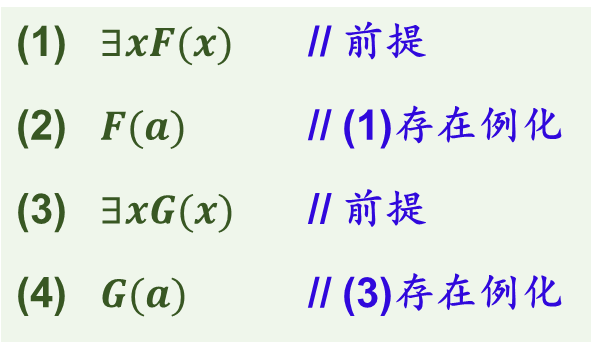 (1) ∃xF(x) // 前提
(2) F(a) // (1)存在例化
(3) ∃xG(x) // 前提
(4) G(a) // (3)存在例化